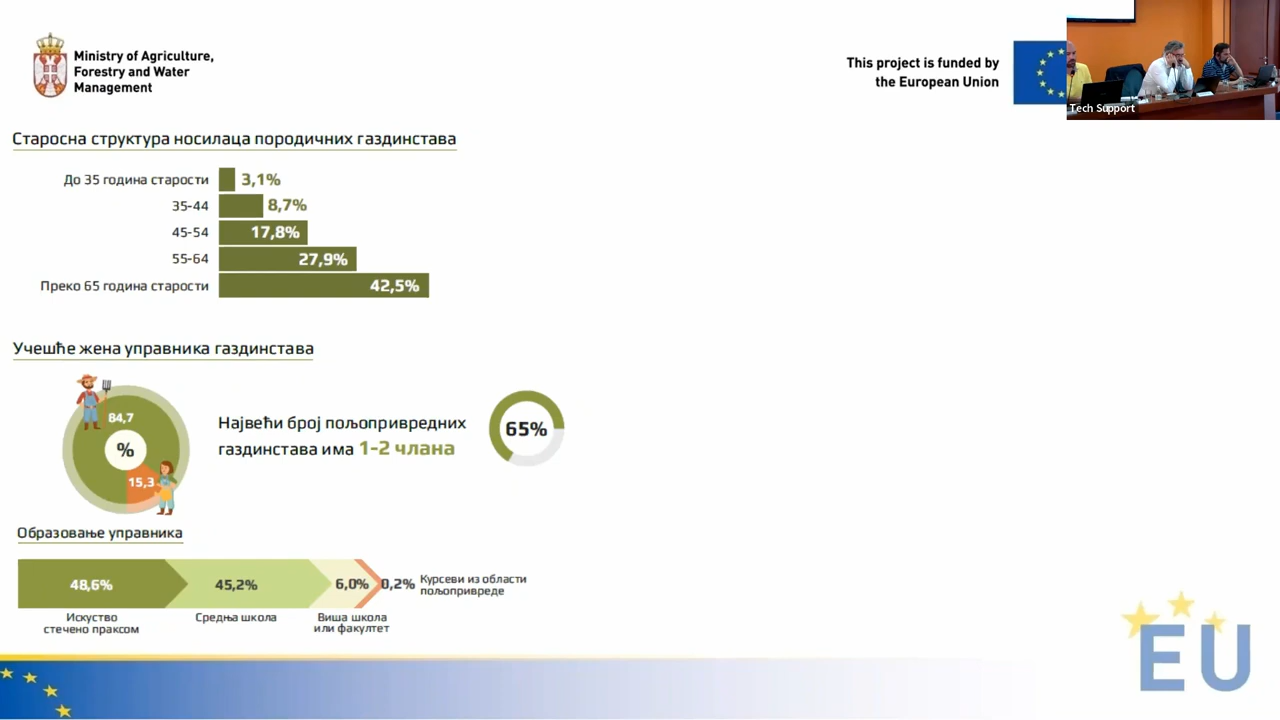 Ministry of Agriculture,
Forestry and Water
Management
This project is funded by
the European Union
Tech Support
Старосна структура носилаца породичних газдинстава
До 35 година старости 3,1%
35-44 8,7%
45-54 17,8%
55-64 27,9%
Преко 65 година старости 42,5%
Учешће жена управника газдинстава
84,7
%
15,3
Највећи број пољопривредних
газдинстава има 1-2 члана
65%
Образовање управника
48,6%
45,2%
6,0%
0,2%
Курсеви из области
пољопривреде
Искуство
стечено праксом
Средња школа
Виша школа
или факултет
EU